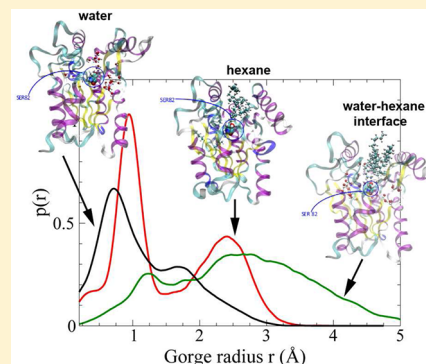 water
SER82
hexane
SER82
water-hexane
interface
SER 82
p(r)
0.5
0
1 2 3 4 5
Gorge radius r (Å)